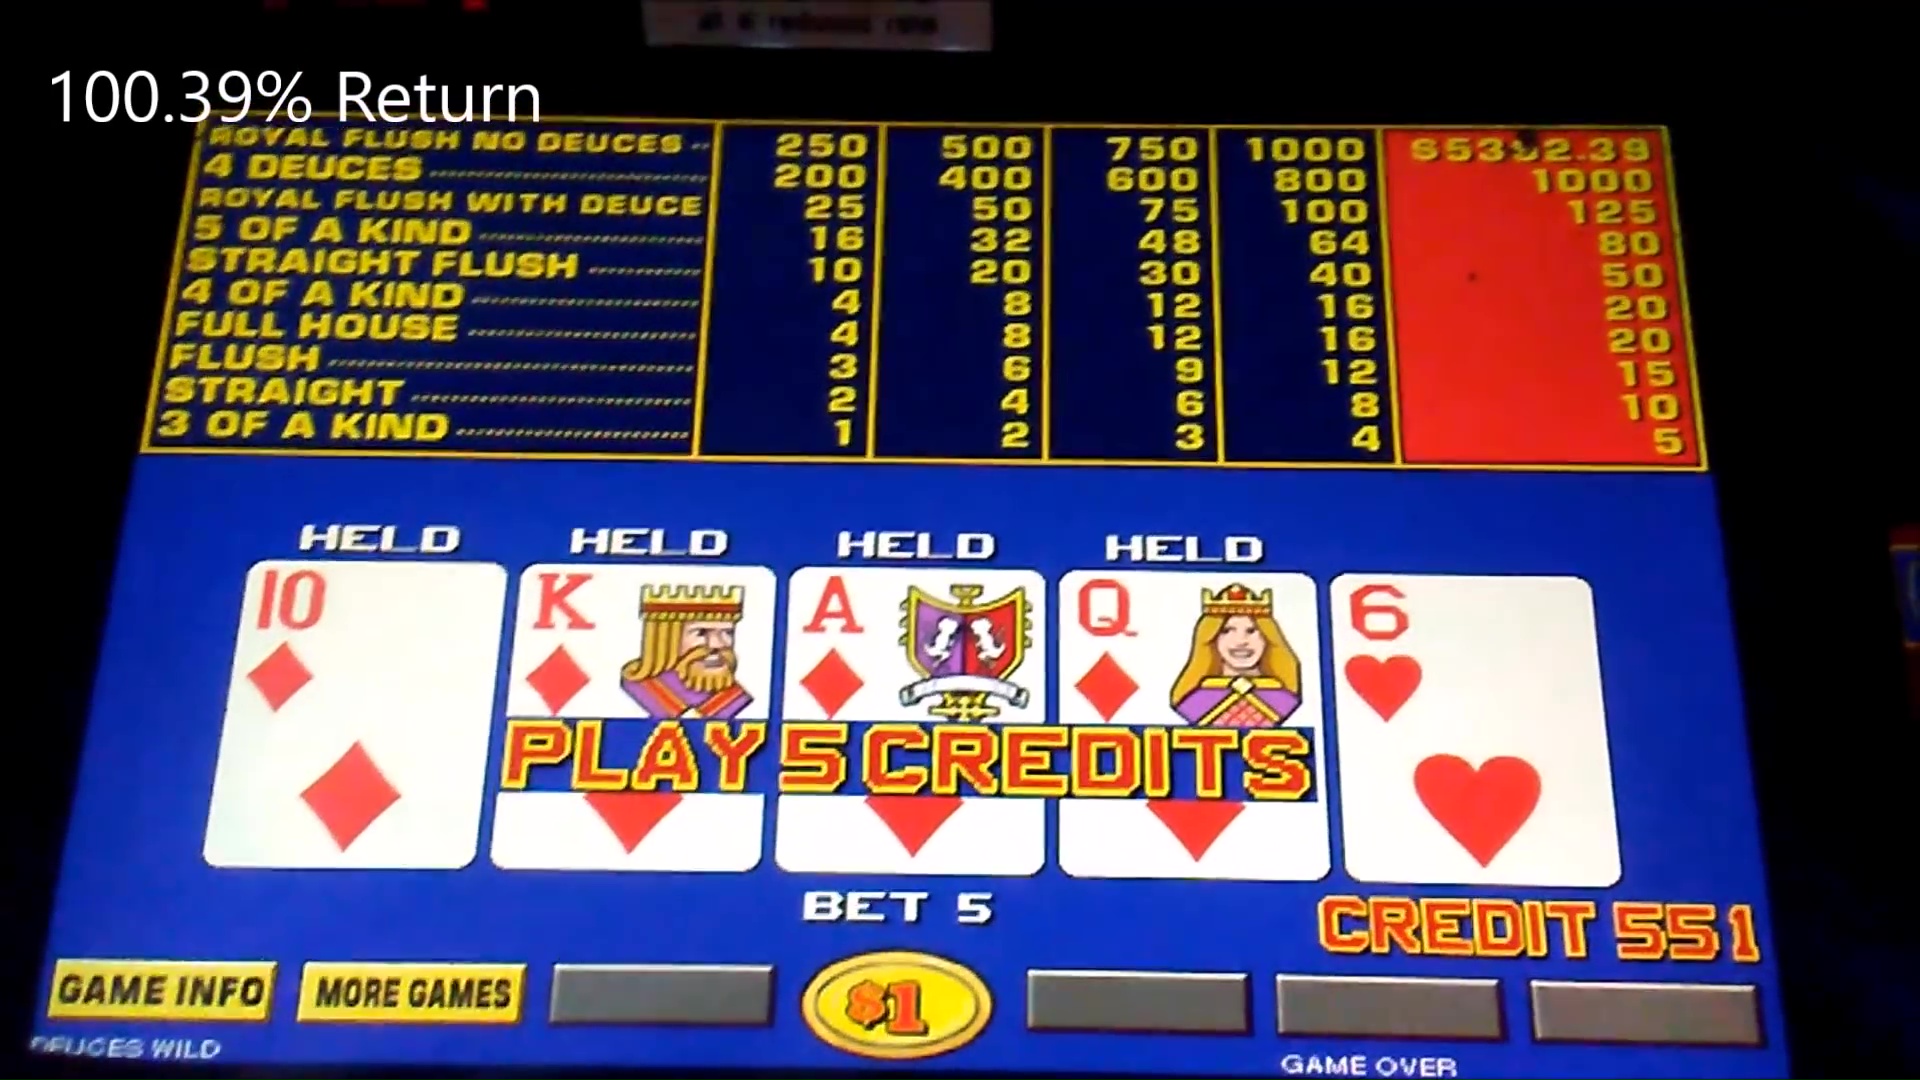 100.39% Return
ROYAL FLUSH NO DEUCES 250 500 750 1000
4 DEUCES 200 400 600 800 1000
ROYAL FLUSH WITH DEUCE 25 50 75 100 125
5 OF A KIND 16 32 48 64 80
STRAIGHT FLUSH 10 20 30 40 50
4 OF A KIND 4 8 12 16 20
FULL HOUSE 4 8 12 16 20
FLUSH 3 6 9 12 15
STRAIGHT 2 4 6 8 10
3 OF A KIND 1 2 3 4 5
HELD HELD HELD HELD
10 K A Q 6
PLAY 5 CREDITS
BET 5
CREDIT 551
GAME INFO MORE GAMES $1
DEUCES WILD
GAME OVER